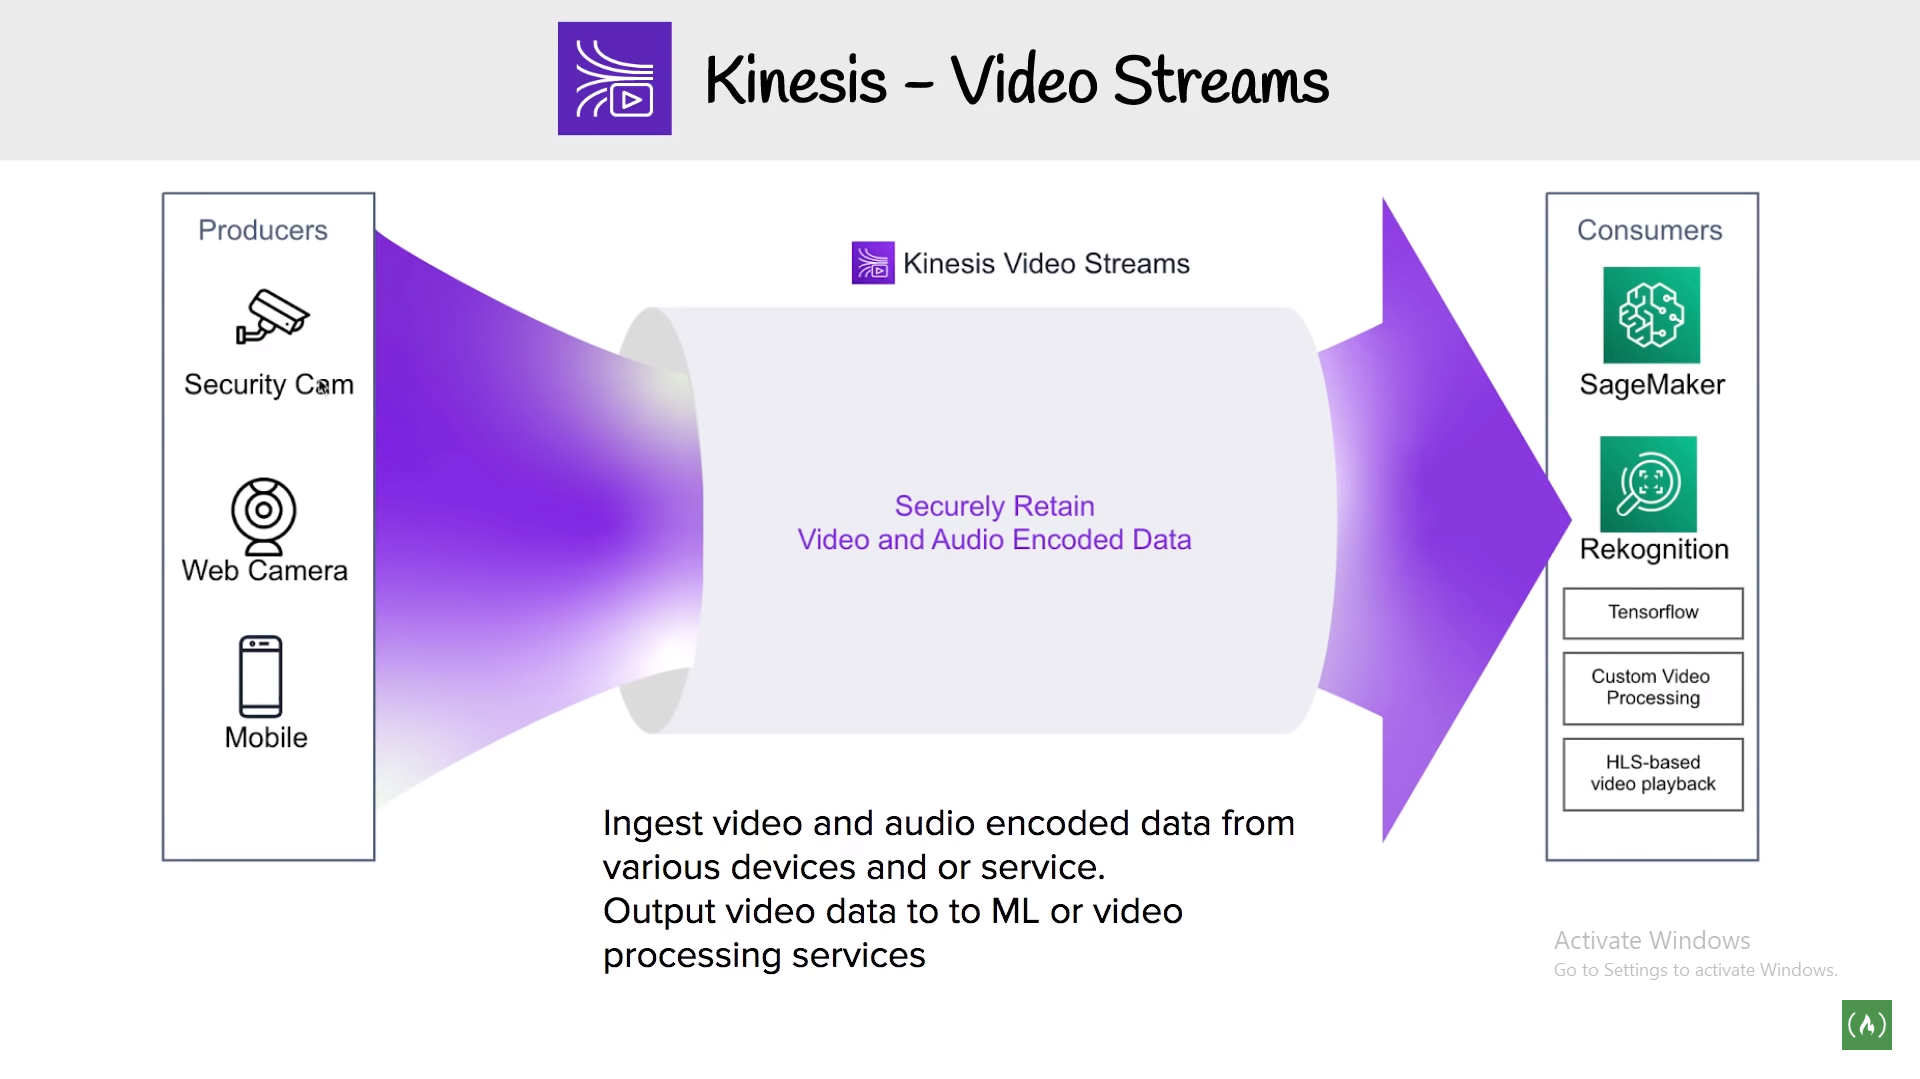 Kinesis – Video Streams
Producers
Security Cam
Web Camera
Mobile
Kinesis Video Streams
Securely Retain
Video and Audio Encoded Data
Consumers
SageMaker
Rekognition
Tensorflow
Custom Video
Processing
HLS-based
video playback
Ingest video and audio encoded data from
various devices and or service.
Output video data to to ML or video
processing services
Activate Windows
Go to Settings to activate Windows.